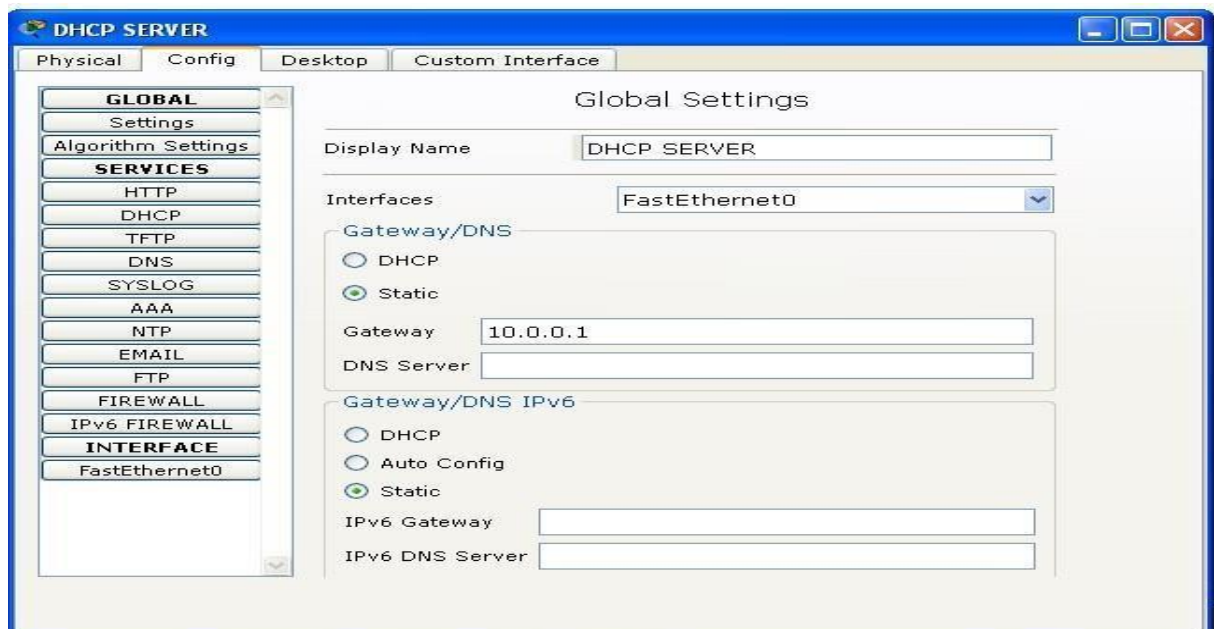 DHCP SERVER
Physical Config Desktop Custom Interface
GLOBAL
Settings
Algorithm Settings
SERVICES
HTTP
DHCP
TFTP
DNS
SYSLOG
AAA
NTP
EMAIL
FTP
FIREWALL
IPv6 FIREWALL
INTERFACE
FastEthernet0
Global Settings
Display Name DHCP SERVER
Interfaces FastEthernet0
Gateway/DNS
DHCP
Static
Gateway 10.0.0.1
DNS Server
Gateway/DNS IPv6
DHCP
Auto Config
Static
IPv6 Gateway
IPv6 DNS Server